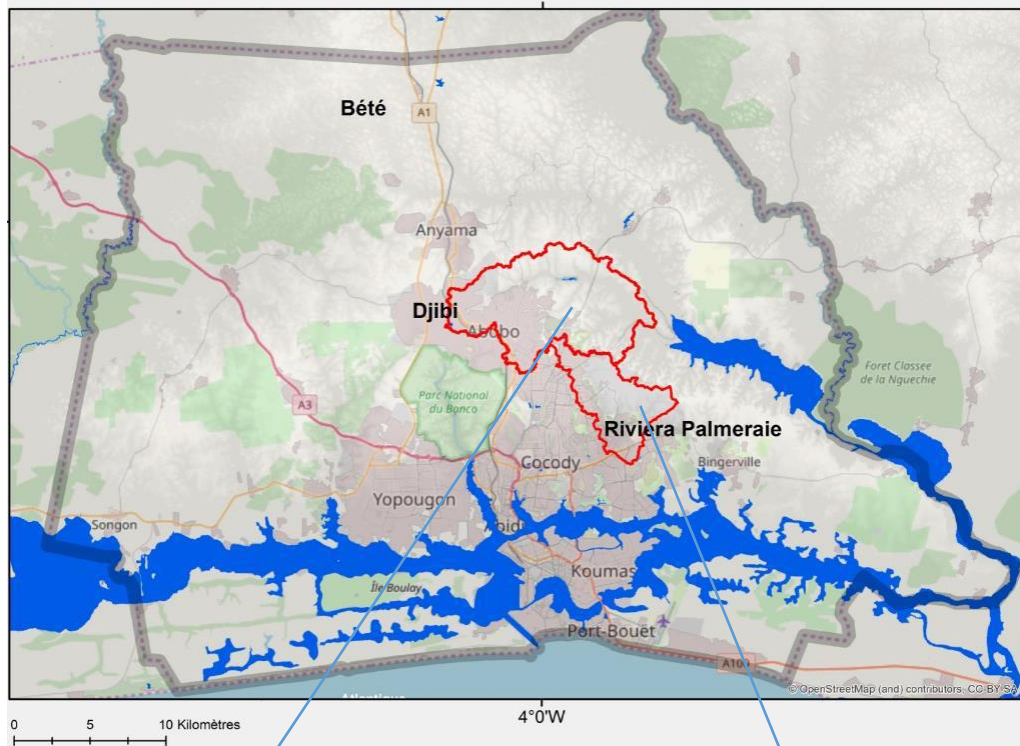 Bété
A1
Anyama
Djibi
Abobo
Foret Classee
de la Nguechie
Parc National
du Banco
A3
Riviera Palmeraie
Cocody
Bingerville
Yopougon
Songon
Abidj
Koumas
Île Boulay
Port-Bouët
A100
Atlantique
© OpenStreetMap (and) contributors, CC-BY-SA
0 5 10 Kilomètres
4°0'W